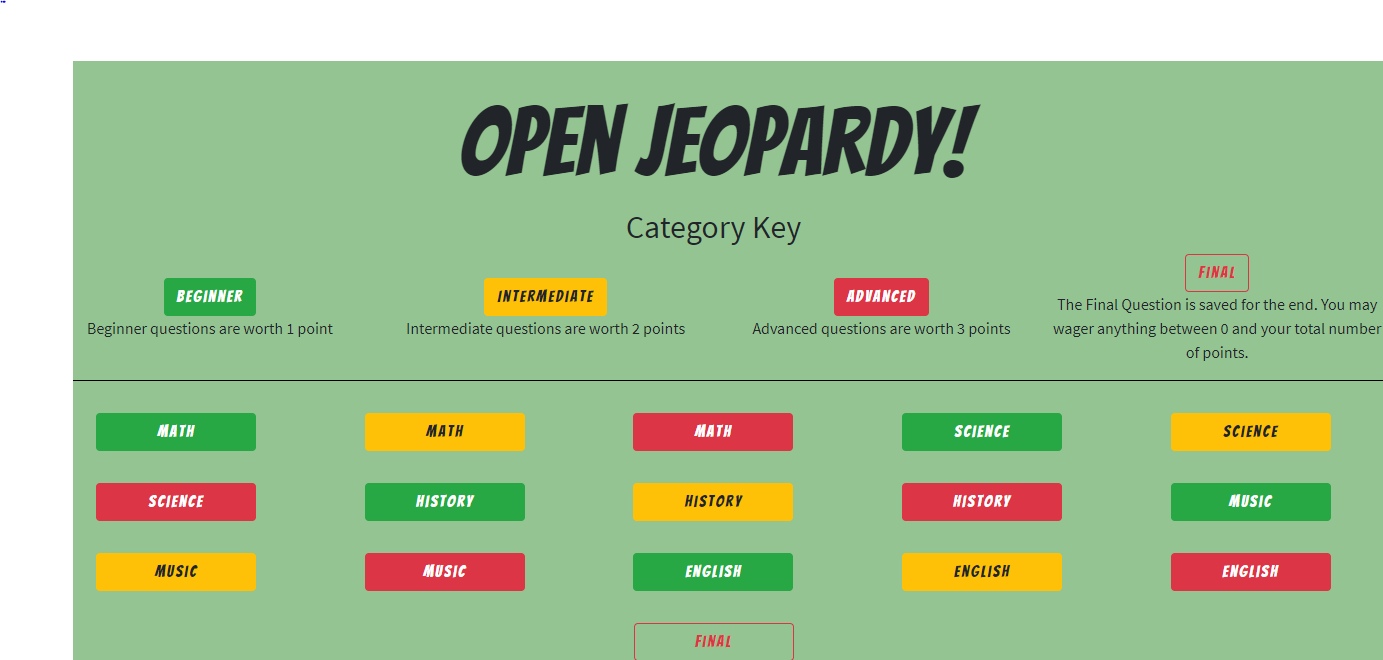 OPEN JEOPARDY!
Category Key
BEGINNER
Beginner questions are worth 1 point
INTERMEDIATE
Intermediate questions are worth 2 points
ADVANCED
Advanced questions are worth 3 points
FINAL
The Final Question is saved for the end. You may
wager anything between 0 and your total number
of points.
MATH MATH MATH SCIENCE SCIENCE
SCIENCE HISTORY HISTORY HISTORY MUSIC
MUSIC MUSIC ENGLISH ENGLISH ENGLISH
FINAL